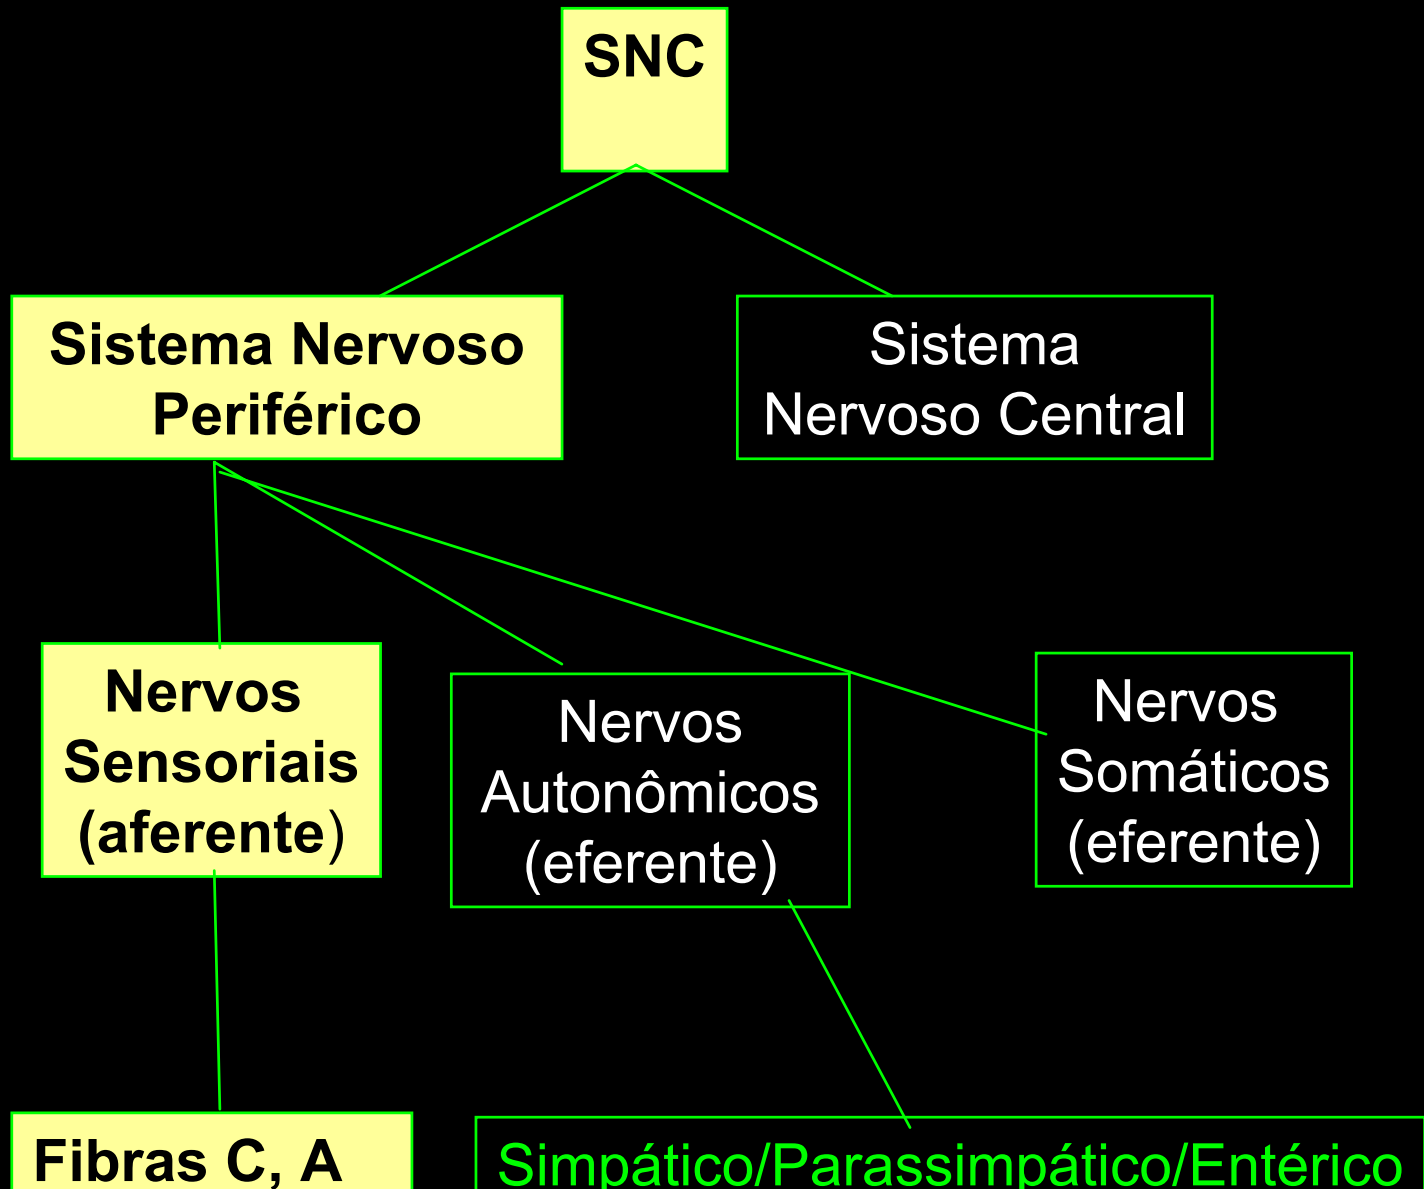 SNC
Sistema Nervoso
Periférico
Sistema
Nervoso Central
Nervos
Sensoriais
(aferente)
Nervos
Autonômicos
(eferente)
Nervos
Somáticos
(eferente)
Fibras C, A
Simpático/Parassimpático/Entérico